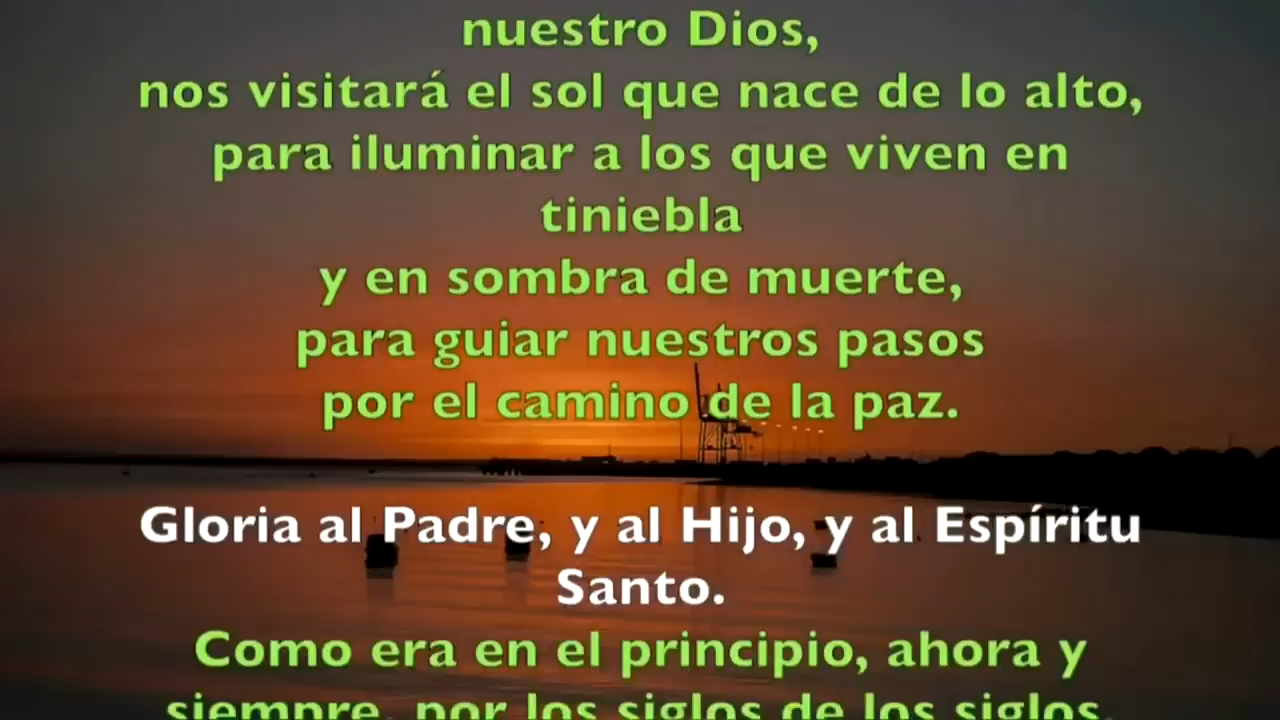 nuestro Dios,
nos visitará el sol que nace de lo alto,
para iluminar a los que viven en
tiniebla
y en sombra de muerte,
para guiar nuestros pasos
por el camino de la paz.
Gloria al Padre, y al Hijo, y al Espíritu
Santo.
Como era en el principio, ahora y
siempre, por los siglos de los siglos.